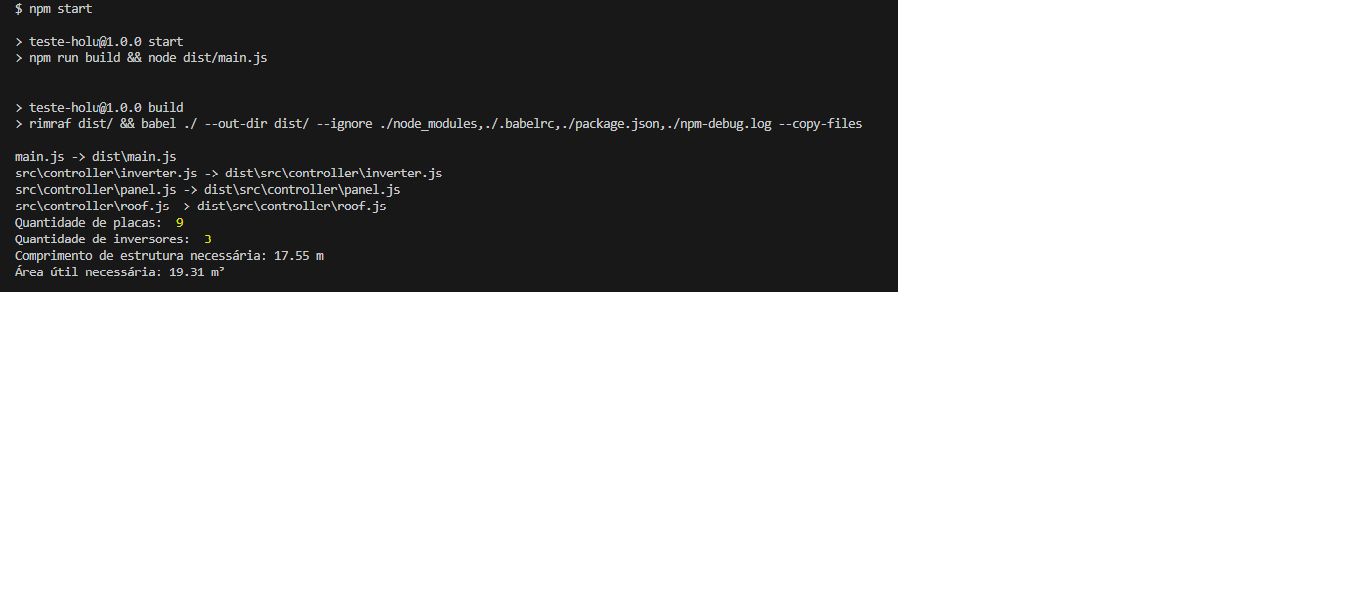 $ npm start
> teste-holu@1.0.0 start
> npm run build && node dist/main.js
> teste-holu@1.0.0 build
> rimraf dist/ && babel ./ --out-dir dist/ --ignore ./node_modules,./.babelrc,./package.json,./npm-debug.log --copy-files
main.js -> dist\main.js
src\controller\inverter.js -> dist\src\controller\inverter.js
src\controller\panel.js -> dist\src\controller\panel.js
src\controller\roof.js > dist\src\controller\roof.js
Quantidade de placas: 9
Quantidade de inversores: 3
Comprimento de estrutura necessária: 17.55 m
Área útil necessária: 19.31 m²